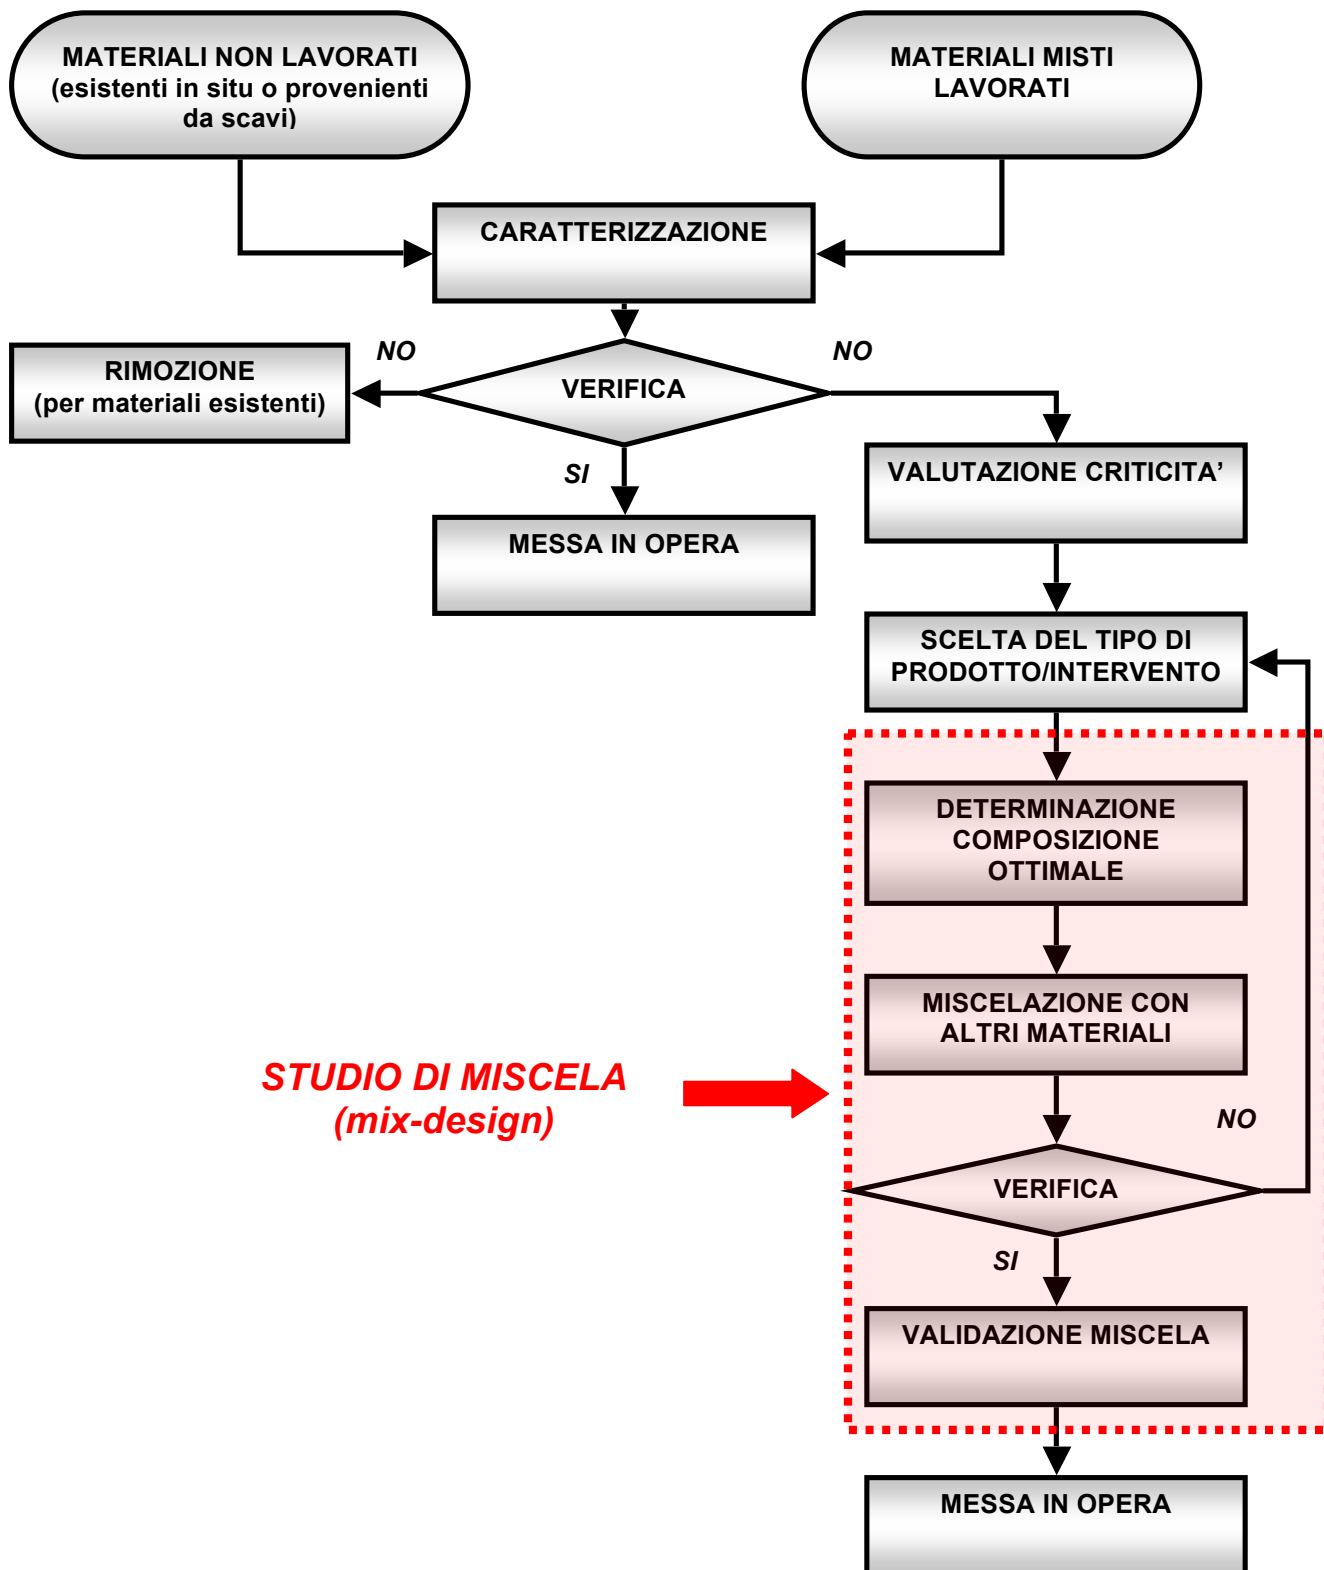 MATERIALI NON LAVORATI
(esistenti in situ o provenienti
da scavi)
MATERIALI MISTI
LAVORATI
CARATTERIZZAZIONE
NO
NO
RIMOZIONE
(per materiali esistenti)
VERIFICA
SI
VALUTAZIONE CRITICITA’
MESSA IN OPERA
SCELTA DEL TIPO DI
PRODOTTO/INTERVENTO
DETERMINAZIONE
COMPOSIZIONE
OTTIMALE
MISCELAZIONE CON
ALTRI MATERIALI
STUDIO DI MISCELA
(mix-design)
NO
VERIFICA
SI
VALIDAZIONE MISCELA
MESSA IN OPERA